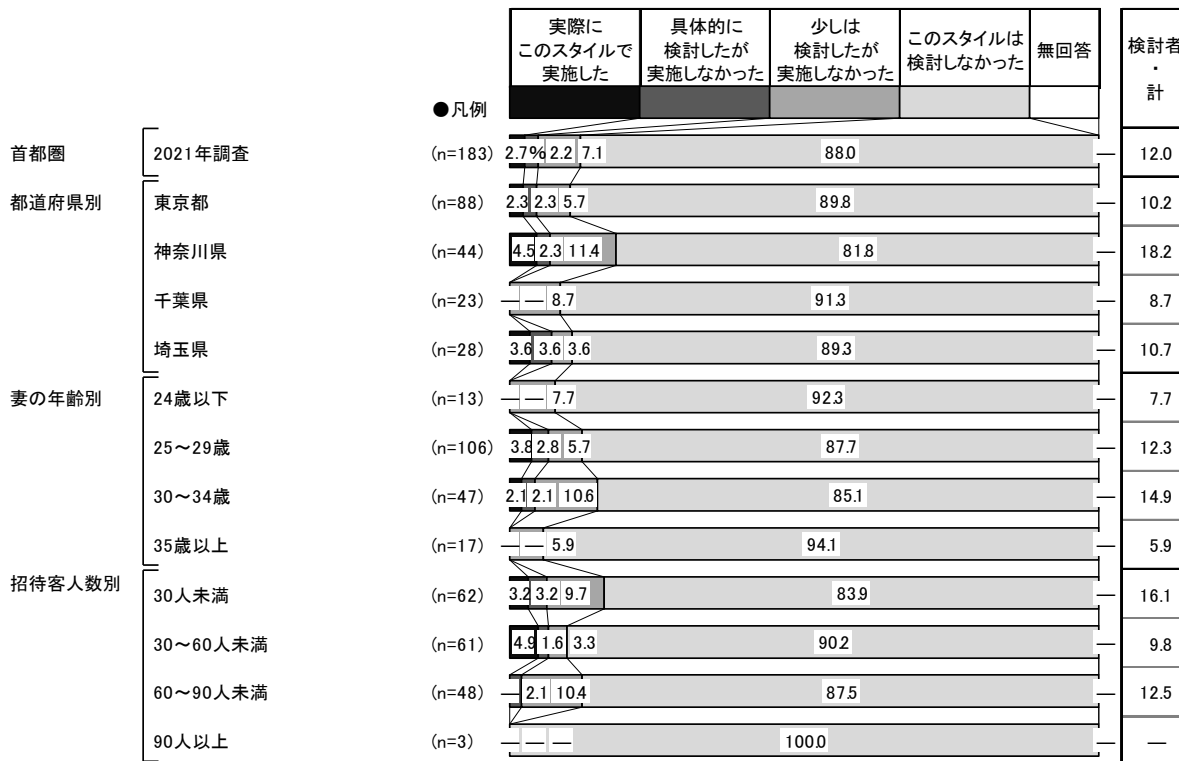 実際に
このスタイルで
実施した
具体的に
検討したが
実施しなかった
少しは
検討したが
実施しなかった
このスタイルは
検討しなかった
無回答
検討者
・
計
●凡例
首都圏 2021年調査 (n=183) 2.7% 2.2 7.1 88.0 — 12.0
都道府県別 東京都 (n=88) 2.3 2.3 5.7 89.8 — 10.2
神奈川県 (n=44) 4.5 2.3 11.4 81.8 — 18.2
千葉県 (n=23) — — 8.7 91.3 — 8.7
埼玉県 (n=28) 3.6 3.6 3.6 89.3 — 10.7
妻の年齢別 24歳以下 (n=13) — — 7.7 92.3 — 7.7
25～29歳 (n=106) 3.8 2.8 5.7 87.7 — 12.3
30～34歳 (n=47) 2.1 2.1 10.6 85.1 — 14.9
35歳以上 (n=17) — — 5.9 94.1 — 5.9
招待客人数別 30人未満 (n=62) 3.2 3.2 9.7 83.9 — 16.1
30～60人未満 (n=61) 4.9 1.6 3.3 90.2 — 9.8
60～90人未満 (n=48) — 2.1 10.4 87.5 — 12.5
90人以上 (n=3) — — — 100.0 — —